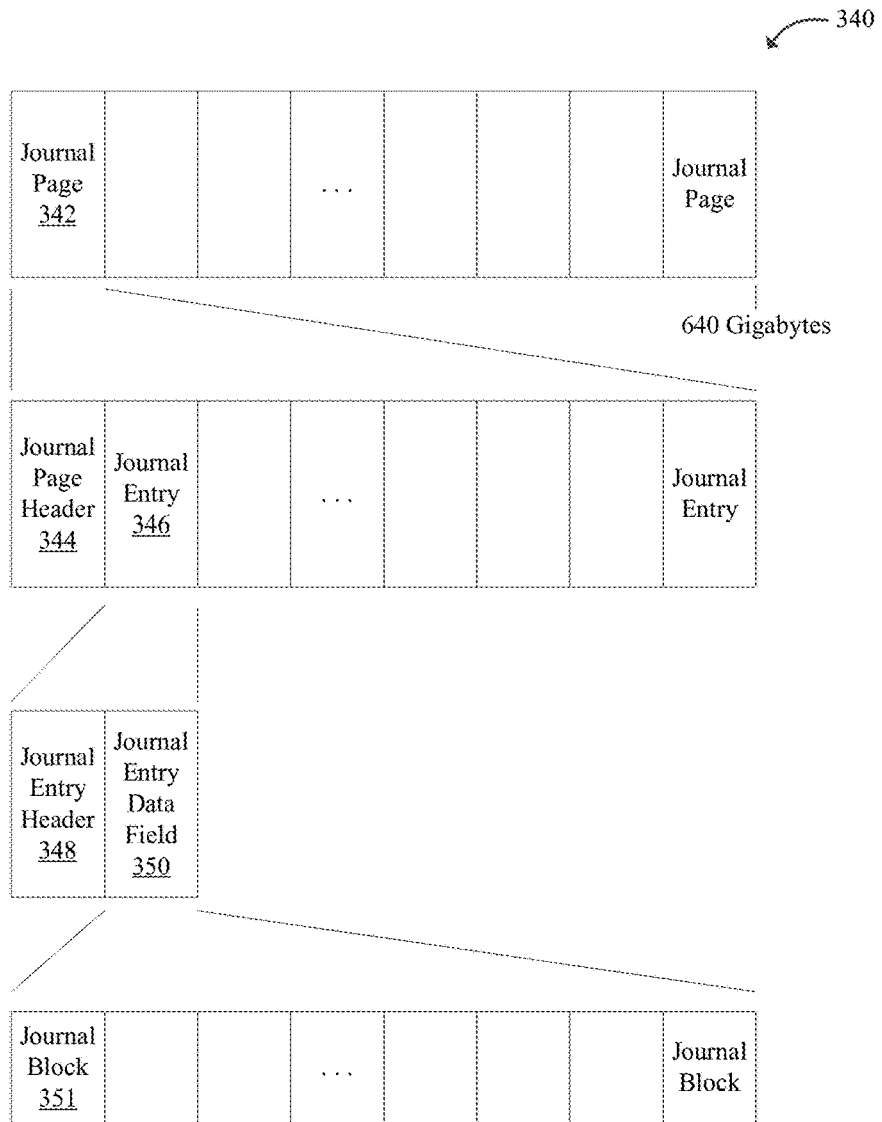 340
Journal
Page
342
. . .
Journal
Page
640 Gigabytes
Journal
Page
Header
344
Journal
Entry
346
. . .
Journal
Entry
Journal
Entry
Header
348
Journal
Entry
Data
Field
350
Journal
Block
351
. . .
Journal
Block